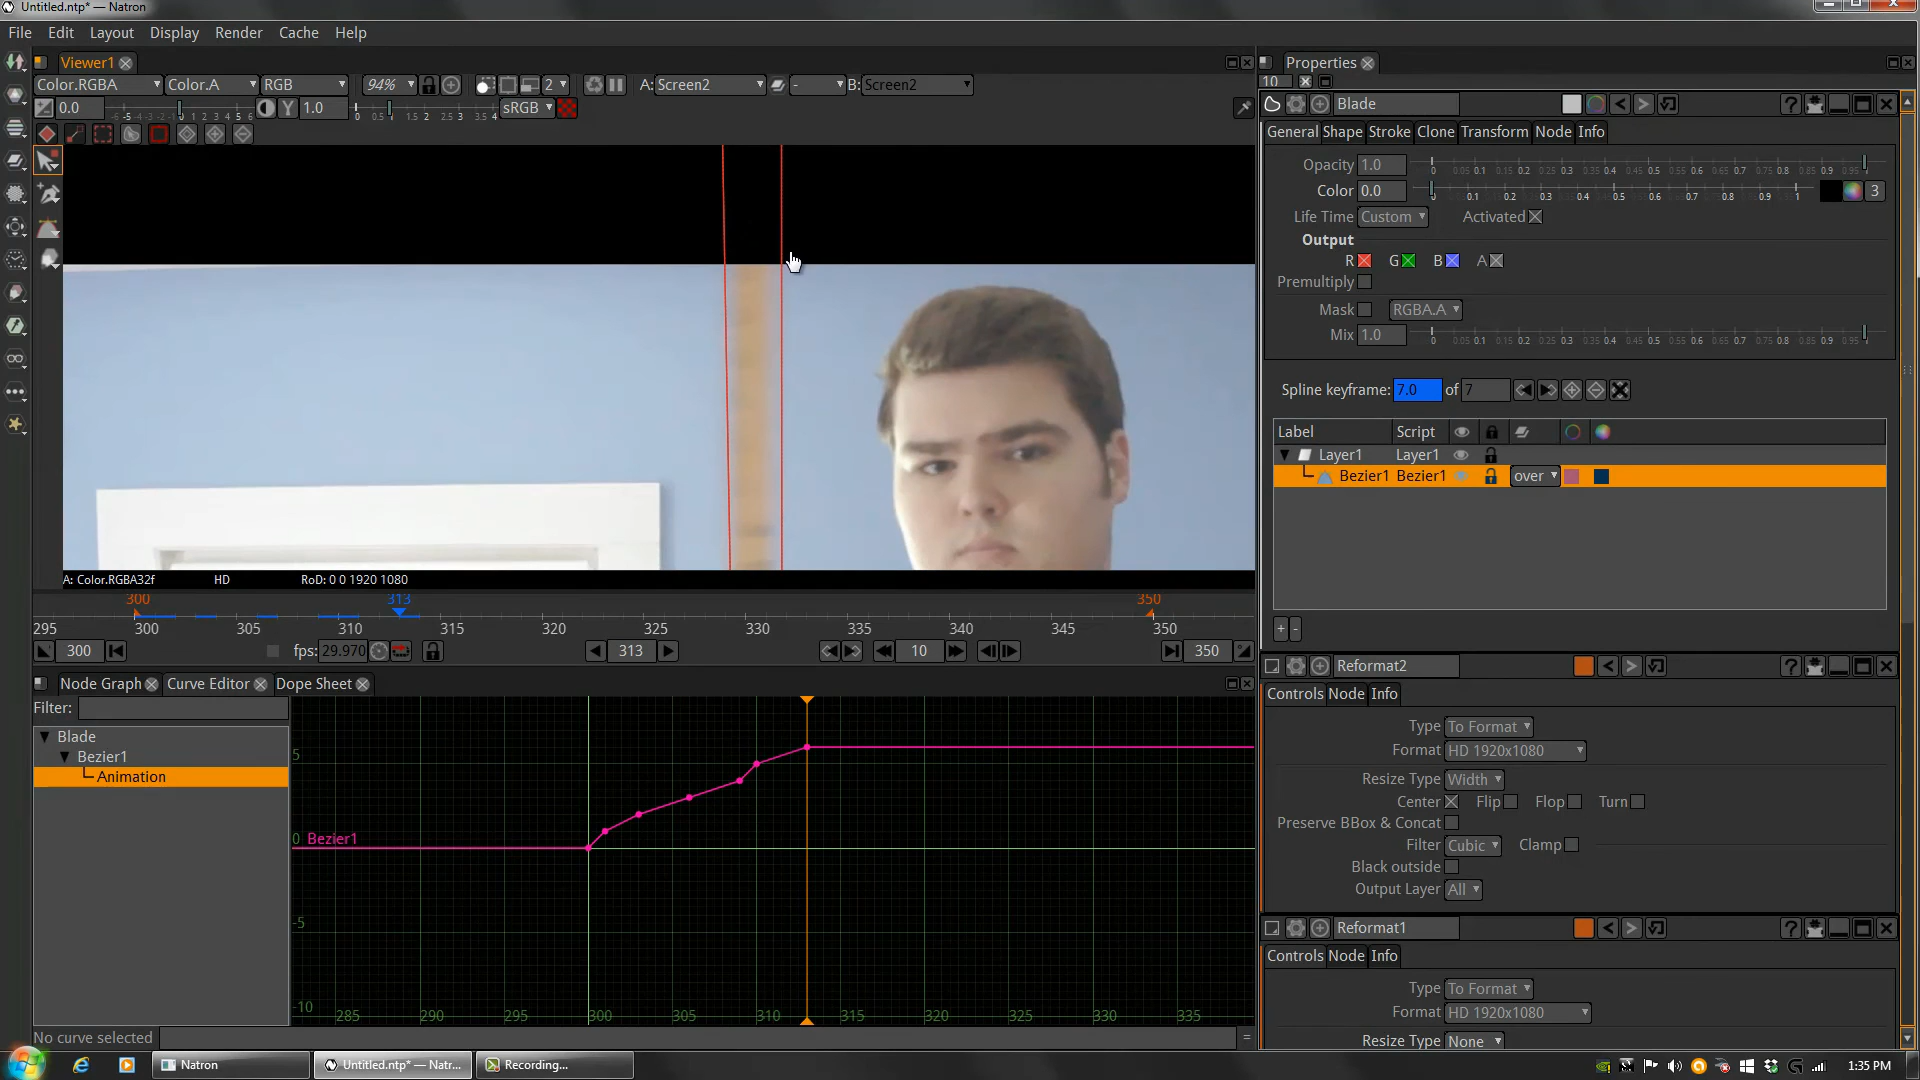 Untitled.ntp* — Natron
File Edit Layout Display Render Cache Help
Viewer1
Color.RGBA Color.A RGB 94% 2 A: Screen2 - B: Screen2
0.0 Y 1.0 sRGB
A: Color.RGBA32f HD RoD: 0 0 1920 1080
300 313 350
295 300 305 310 315 320 325 330 335 340 345 350
300 fps: 29.970 313 10 350
Node Graph Curve Editor Dope Sheet
Filter:
Blade
Bezier1
Animation
5
0 Bezier1
-5
-10
285 290 295 300 305 310 315 320 325 330 335
No curve selected =
Properties
10
Blade
General Shape Stroke Clone Transform Node Info
Opacity 1.0
Color 0.0 3
Life Time Custom Activated
Output
R G B A
Premultiply
Mask RGBA.A
Mix 1.0
Spline keyframe: 7.0 of 7
Label Script
Layer1 Layer1
Bezier1 Bezier1 over
+ -
Reformat2
Controls Node Info
Type To Format
Format HD 1920x1080
Resize Type Width
Center Flip Flop Turn
Preserve BBox & Concat
Filter Cubic Clamp
Black outside
Output Layer All
Reformat1
Controls Node Info
Type To Format
Format HD 1920x1080
Resize Type None
Natron Untitled.ntp* — Natr... Recording... 1:35 PM